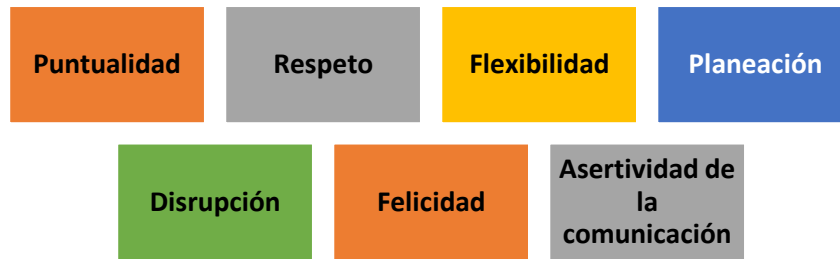 Puntualidad
Respeto
Flexibilidad
Planeación
Disrupción
Felicidad
Asertividad de
la
comunicación